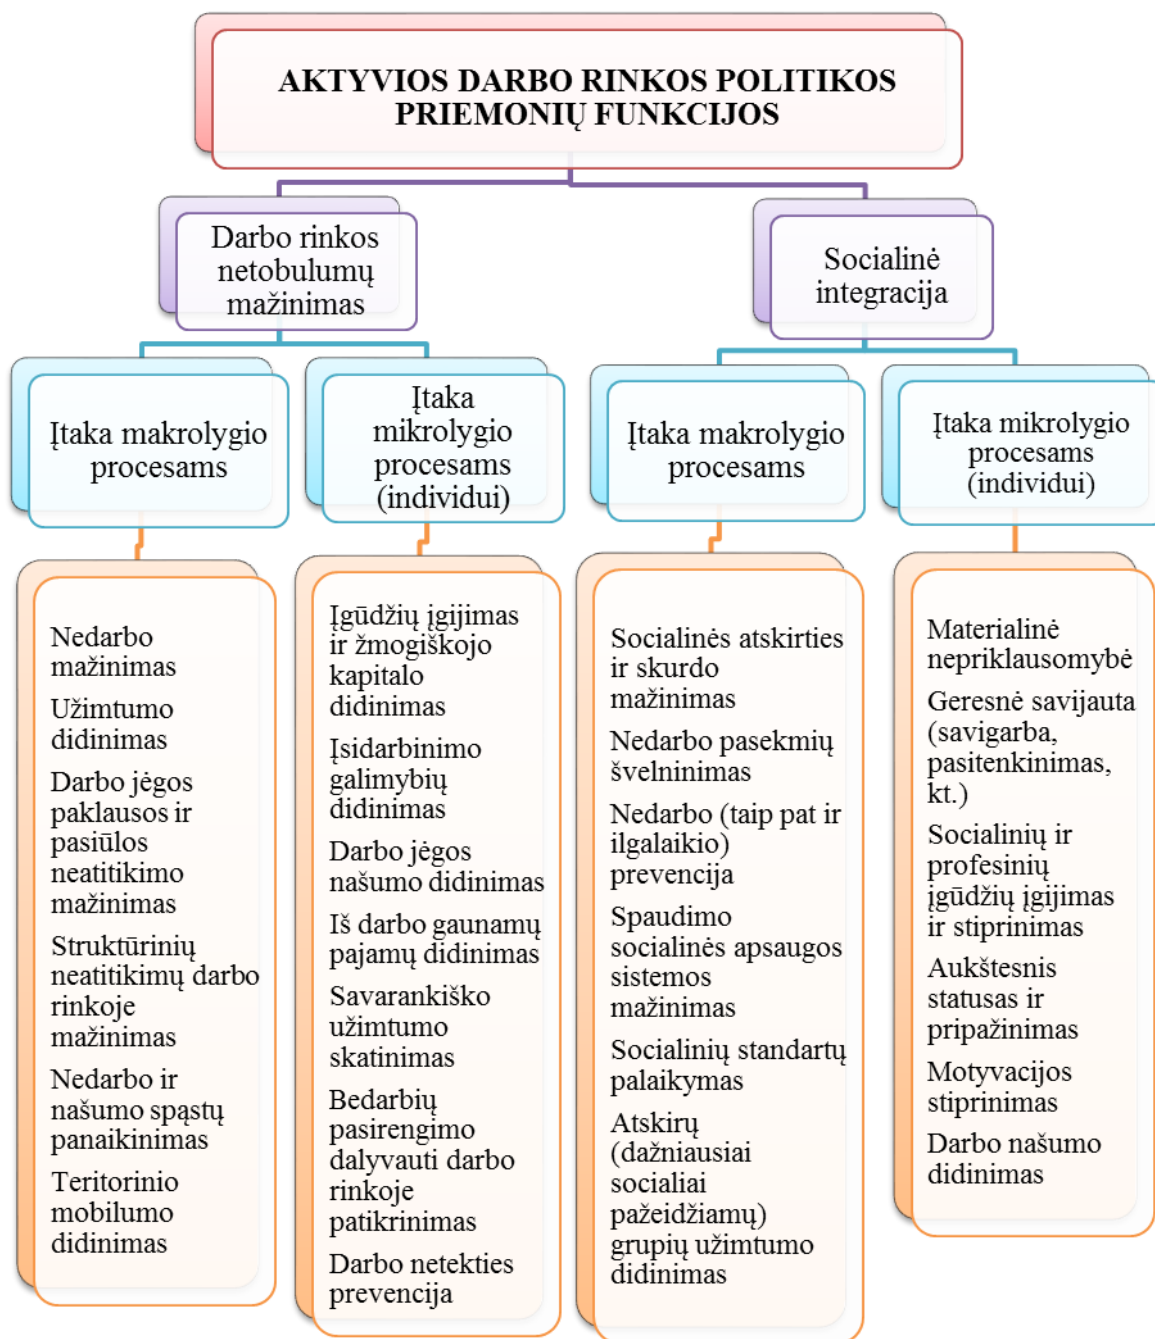 AKTYVIOS DARBO RINKOS POLITIKOS
PRIEMONIŲ FUNKCIJOS
Darbo rinkos
netobulumų
mažinimas
Socialinė
integracija
Įtaka makrolygio
procesams
Įtaka
mikrolygio
procesams
(individui)
Įtaka makrolygio
procesams
Įtaka mikrolygio
procesams
(individui)
Nedarbo
mažinimas
Užimtumo
didinimas
Darbo jėgos
paklausos ir
pasiūlos
neatitikimo
mažinimas
Struktūrinių
neatitikimų darbo
rinkoje
mažinimas
Nedarbo ir
našumo spąstų
panaikinimas
Teritorinio
mobilumo
didinimas
Įgūdžių įgijimas
ir žmogiškojo
kapitalo
didinimas
Įsidarbinimo
galimybių
didinimas
Darbo jėgos
našumo didinimas
Iš darbo gaunamų
pajamų didinimas
Savarankiško
užimtumo
skatinimas
Bedarbių
pasirengimo
dalyvauti darbo
rinkoje
patikrinimas
Darbo netekties
prevencija
Socialinės atskirties
ir skurdo
mažinimas
Nedarbo pasekmių
švelninimas
Nedarbo (taip pat ir
ilgalaikio)
prevencija
Spaudimo
socialinės apsaugos
sistemos
mažinimas
Socialinių standartų
palaikymas
Atskirų
(dažniausiai
socialiai
pažeidžiamų)
grupių užimtumo
didinimas
Materialinė
nepriklausomybė
Geresnė savijauta
(savigarba,
pasitenkinimas,
kt.)
Socialinių ir
profesinių
įgūdžių įgijimas
ir stiprinimas
Aukštesnis
statusas ir
pripažinimas
Motyvacijos
stiprinimas
Darbo našumo
didinimas